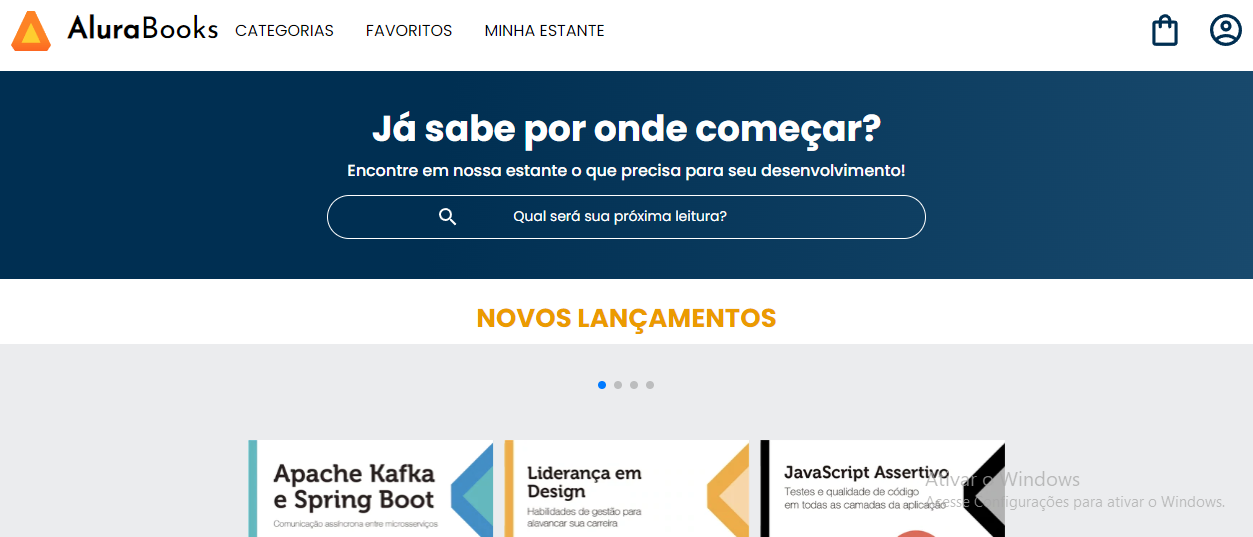 AluraBooks CATEGORIAS FAVORITOS MINHA ESTANTE
Já sabe por onde começar?
Encontre em nossa estante o que precisa para seu desenvolvimento!
Qual será sua próxima leitura?
NOVOS LANÇAMENTOS
Apache Kafka
e Spring Boot
Comunicação assíncrona entre microsserviços
Liderança em
Design
Habilidades de gestão para
alavancar sua carreira
JavaScript Assertivo
Testes e qualidade de código
em todas as camadas da aplicação
Ativar o Windows
Acesse Configurações para ativar o Windows.